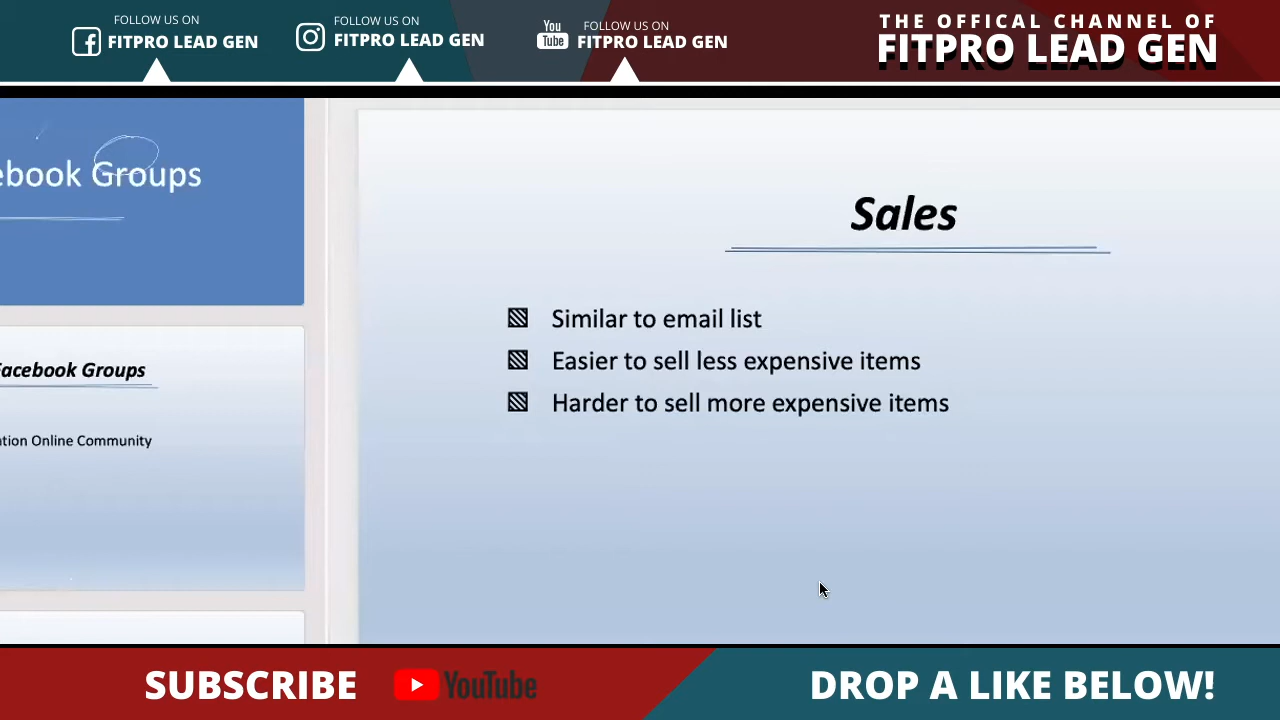 FOLLOW US ON
FITPRO LEAD GEN
FOLLOW US ON
FITPRO LEAD GEN
You
Tube
FOLLOW US ON
FITPRO LEAD GEN
THE OFFICAL CHANNEL OF
FITPRO LEAD GEN
ebook Groups
Facebook Groups
ation Online Community
Sales
Similar to email list
Easier to sell less expensive items
Harder to sell more expensive items
SUBSCRIBE
YouTube
DROP A LIKE BELOW!